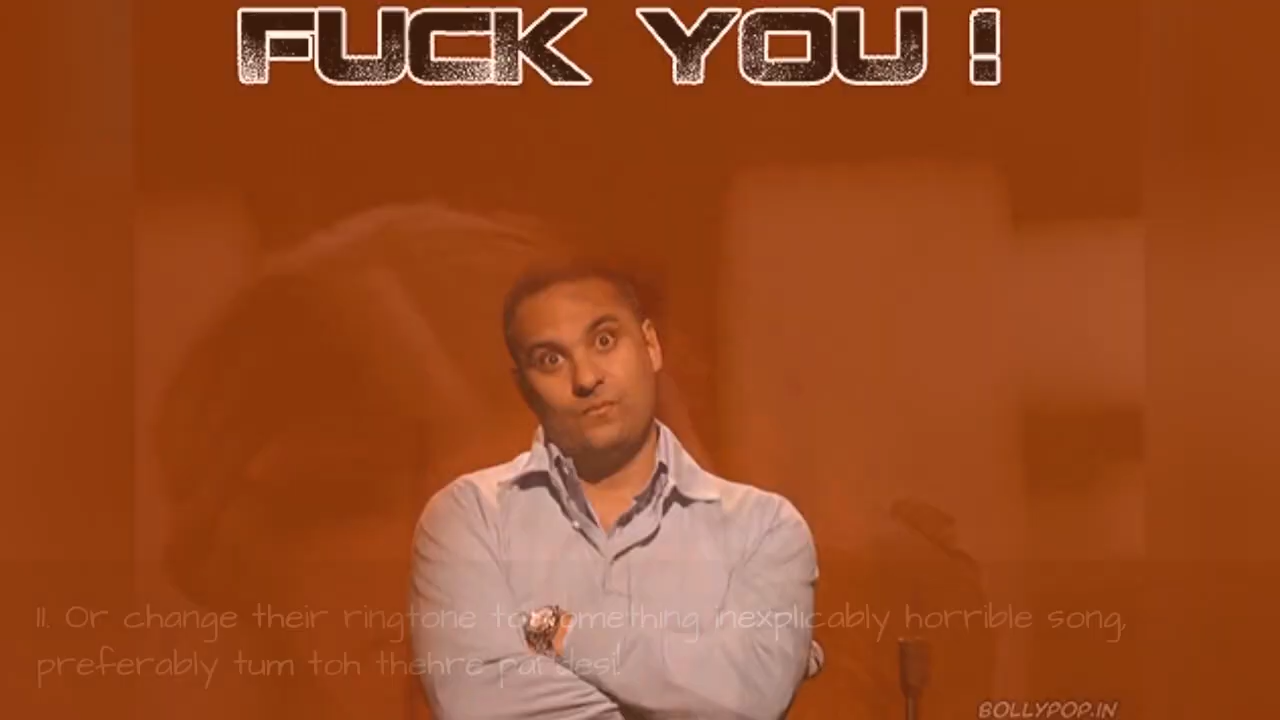 FUCK YOU !
11. Or change their ringtone to something inexplicably horrible song,
preferably tum toh thehre pardesi!
BOLLYPOP.IN